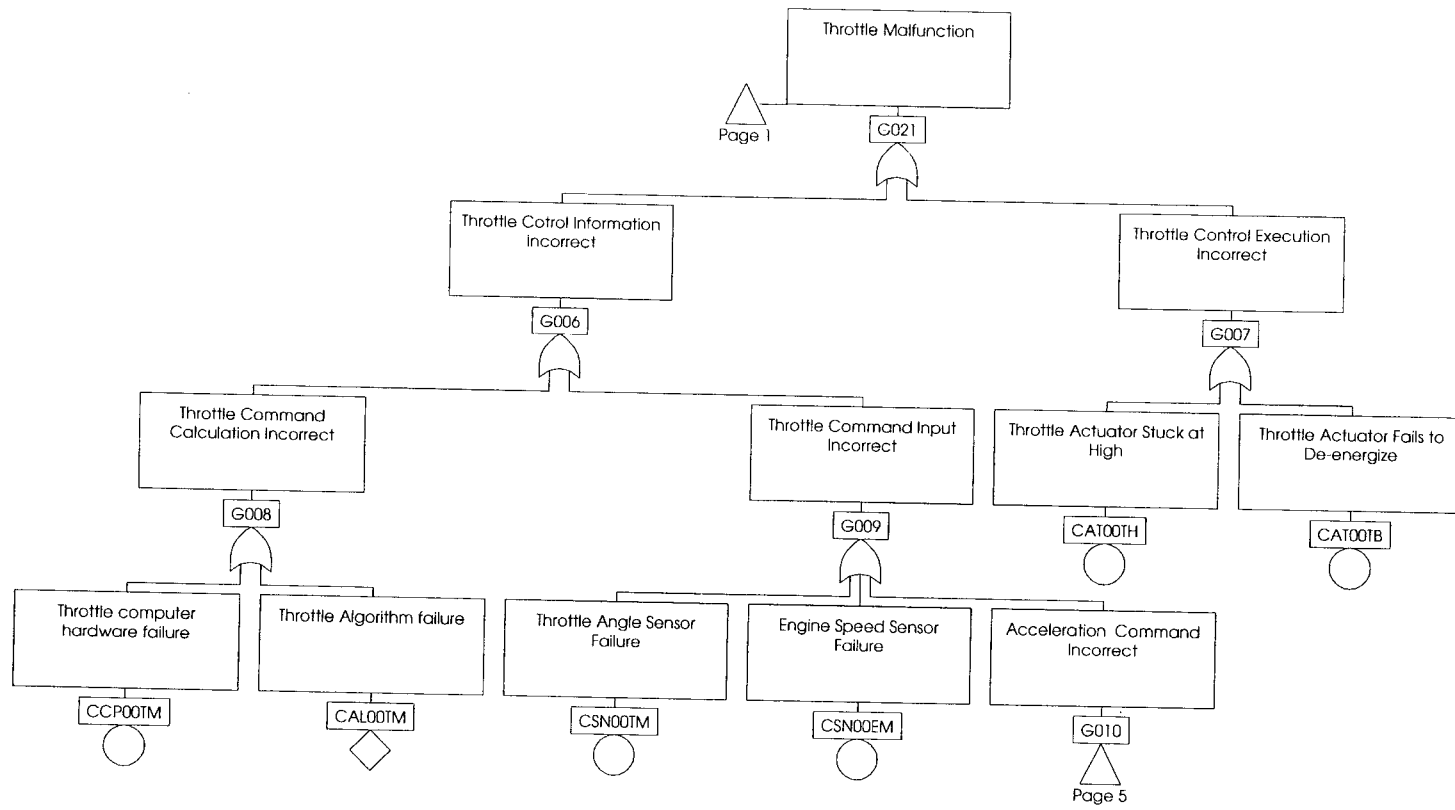 Throttle Malfunction
Page 1
G021
Throttle Cotrol Information
incorrect
Throttle Control Execution
Incorrect
G006
G007
Throttle Command
Calculation Incorrect
Throttle Command Input
Incorrect
Throttle Actuator Stuck at
High
Throttle Actuator Fails to
De-energize
G008
G009
CAT00TH
CAT00TB
Throttle computer
hardware failure
Throttle Algorithm failure
Throttle Angle Sensor
Failure
Engine Speed Sensor
Failure
Acceleration Command
Incorrect
CCP00TM
CAL00TM
CSN00TM
CSN00EM
G010
Page 5